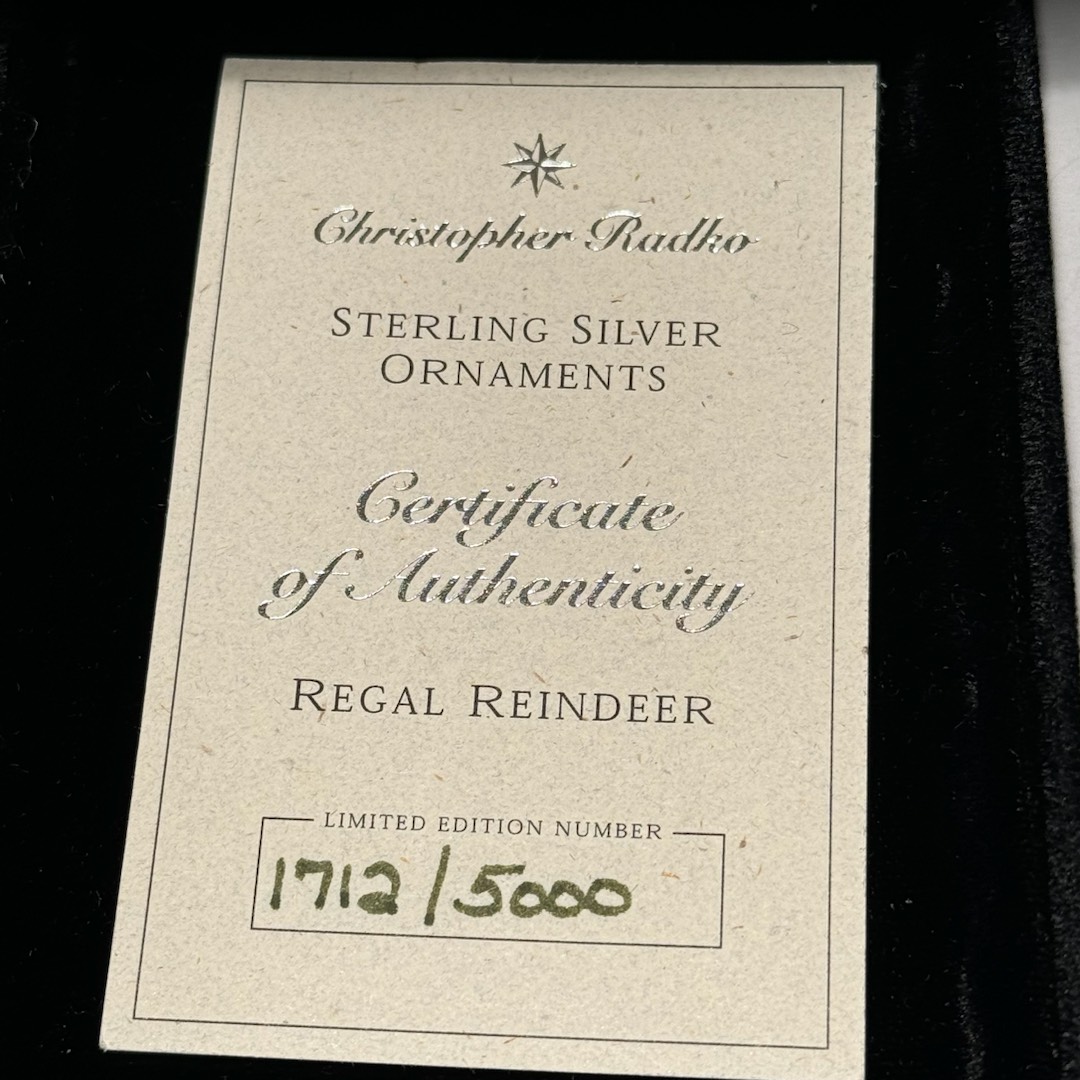 Christopher Radko
STERLING SILVER
ORNAMENTS
Certificate
of Authenticity
REGAL REINDEER
LIMITED EDITION NUMBER
1712/5000